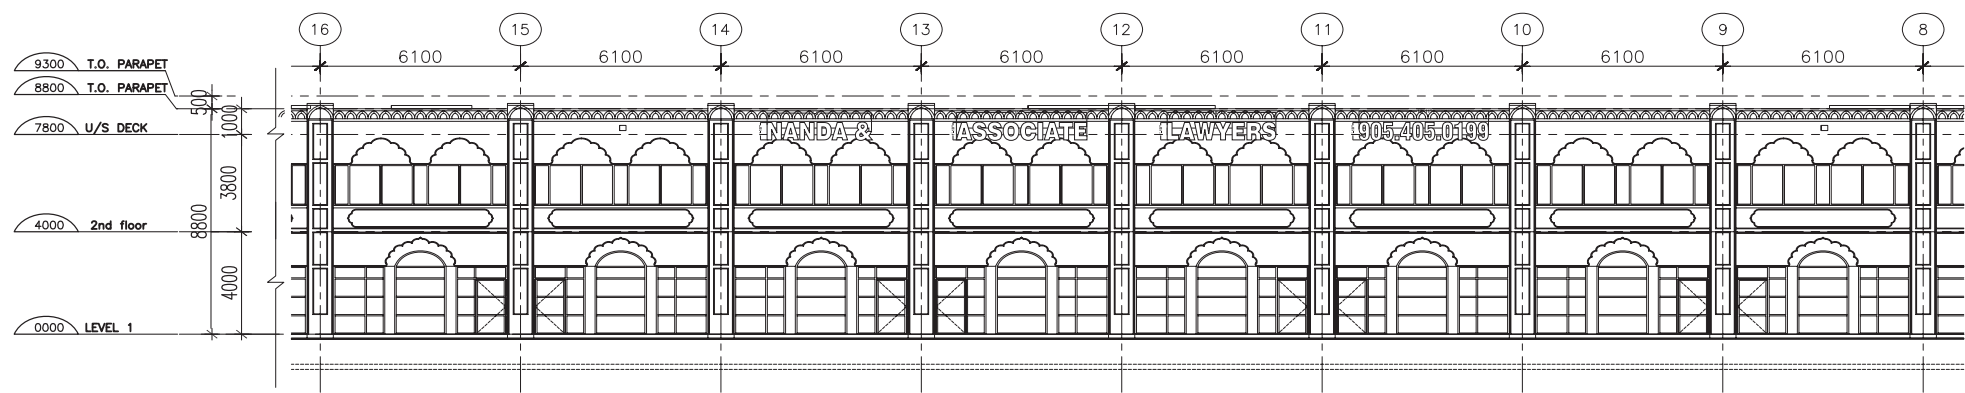 16 15 14 13 12 11 10 9 8
6100 6100 6100 6100 6100 6100 6100 6100
9300 T.O. PARAPET
8800 T.O. PARAPET
500
1000
7800 U/S DECK
NANDA & ASSOCIATE LAWYERS 905.405.0199
3800
8800
4000 2nd floor
4000
0000 LEVEL 1